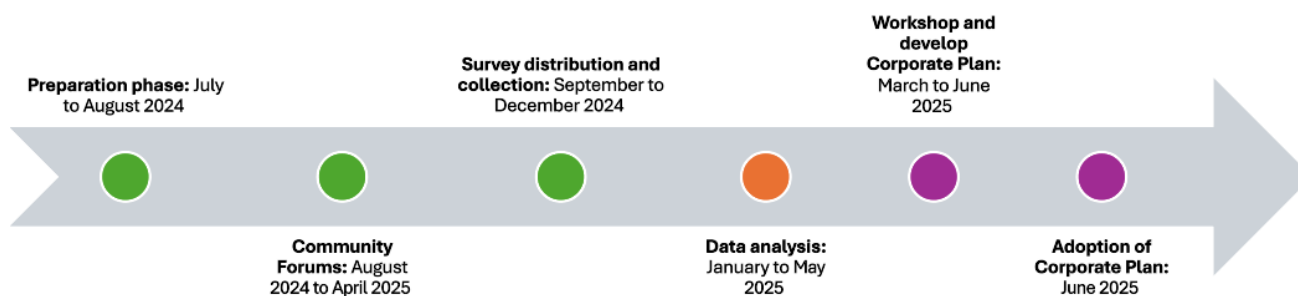 Preparation phase: July
to August 2024
Community
Forums: August
2024 to April 2025
Survey distribution and
collection: September to
December 2024
Data analysis:
January to May
2025
Workshop and
develop
Corporate Plan:
March to June
2025
Adoption of
Corporate Plan:
June 2025